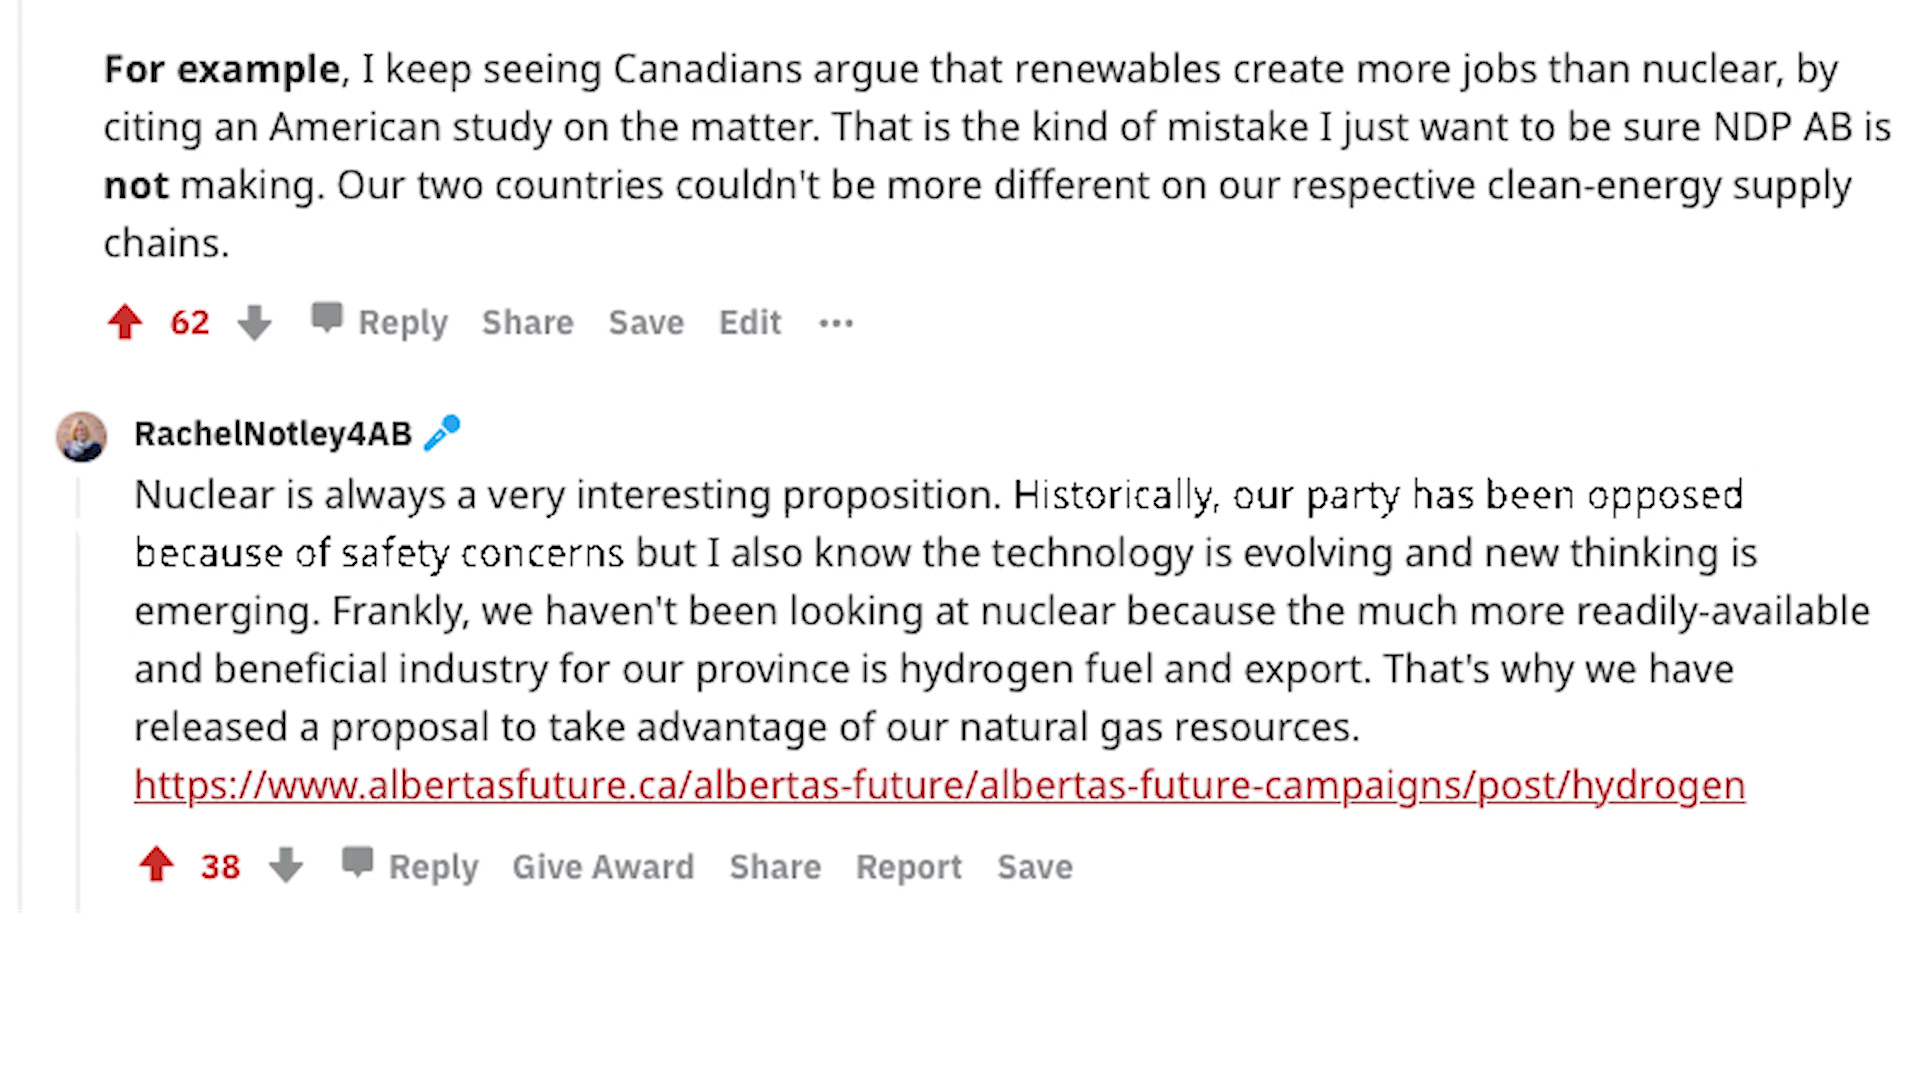 For example, I keep seeing Canadians argue that renewables create more jobs than nuclear, by
citing an American study on the matter. That is the kind of mistake I just want to be sure NDP AB is
not making. Our two countries couldn't be more different on our respective clean-energy supply
chains.
62 Reply Share Save Edit ...
RachelNotley4AB
Nuclear is always a very interesting proposition. Historically, our party has been opposed
because of safety concerns but I also know the technology is evolving and new thinking is
emerging. Frankly, we haven't been looking at nuclear because the much more readily-available
and beneficial industry for our province is hydrogen fuel and export. That's why we have
released a proposal to take advantage of our natural gas resources.
https://www.albertasfuture.ca/albertas-future/albertas-future-campaigns/post/hydrogen
38 Reply Give Award Share Report Save